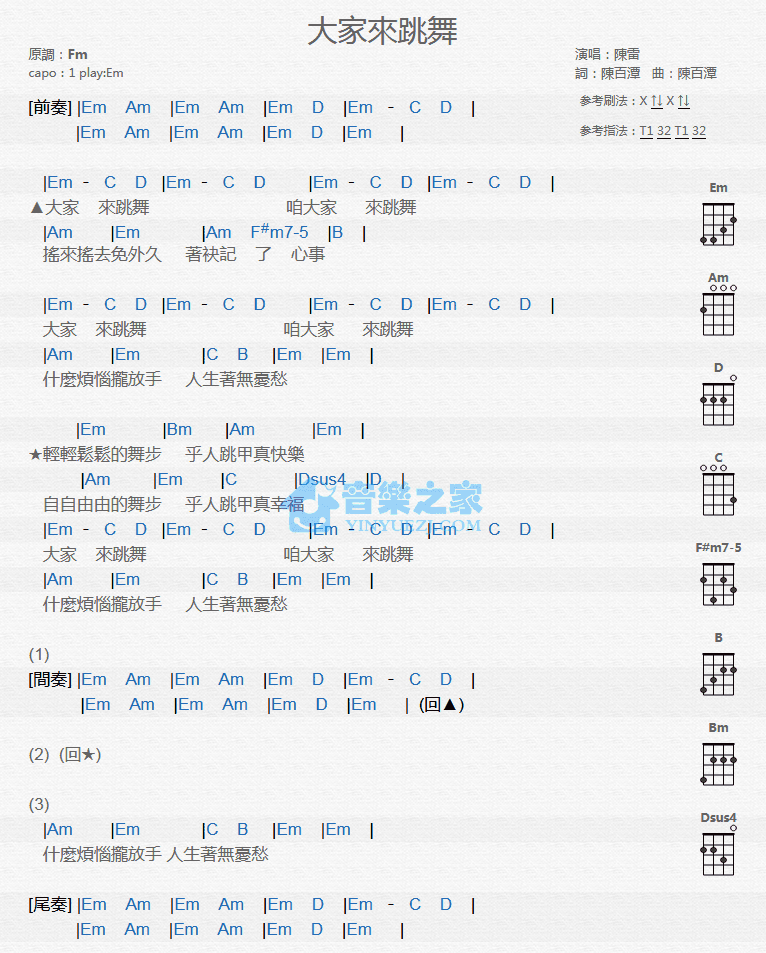 大家來跳舞
原調：Fm
capo：1 play:Em
演唱：陳雷
詞：陳百潭 曲：陳百潭
參考刷法：X ↑↓ X ↑↓
參考指法：T1 32 T1 32
[前奏] |Em Am |Em Am |Em D |Em - C D |
|Em Am |Em Am |Em D |Em |
|Em - C D |Em - C D |Em - C D |Em - C D |
▲大家 來跳舞 咱大家 來跳舞
|Am |Em |Am F#m7-5 |B |
搖來搖去免外久 著袂記 了 心事
|Em - C D |Em - C D |Em - C D |Em - C D |
大家 來跳舞 咱大家 來跳舞
|Am |Em |C B |Em |Em |
什麼煩惱攏放手 人生著無憂愁
|Em |Bm |Am |Em |
★輕輕鬆鬆的舞步 乎人跳甲真快樂
|Am |Em |C |Dsus4 |D |
自自由由的舞步 乎人跳甲真幸福
|Em - C D |Em - C D |Em - C D |Em - C D |
大家 來跳舞 咱大家 來跳舞
|Am |Em |C B |Em |Em |
什麼煩惱攏放手 人生著無憂愁
(1)
[間奏] |Em Am |Em Am |Em D |Em - C D |
|Em Am |Em Am |Em D |Em | (回▲)
(2) (回★)
(3)
|Am |Em |C B |Em |Em |
什麼煩惱攏放手 人生著無憂愁
[尾奏] |Em Am |Em Am |Em D |Em - C D |
|Em Am |Em Am |Em D |Em |
Em
Am
D
C
F#m7-5
B
Bm
Dsus4
音樂之家
YINYUEZJ.COM